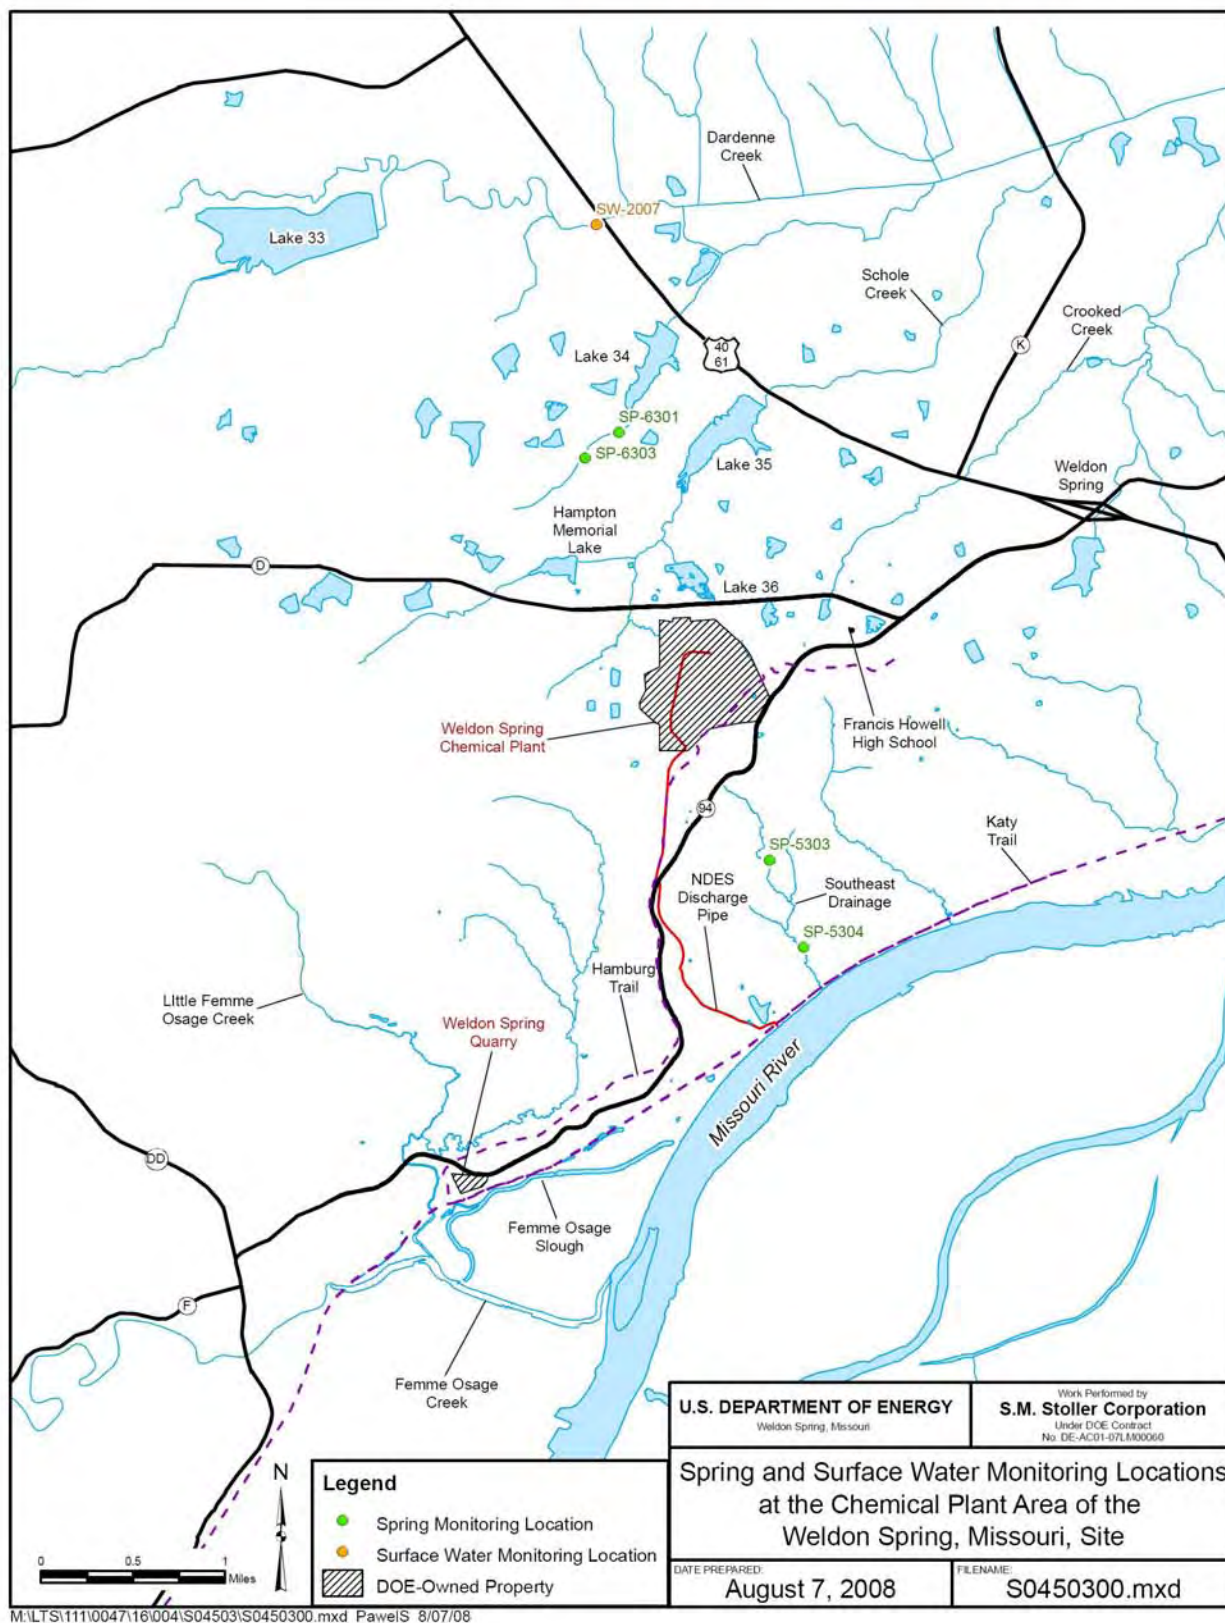 Dardenne
Creek
SW-2007
Lake 33
Schole
Creek
Crooked
Creek
K
40
61
Lake 34
SP-6301
SP-6303
Lake 35
Weldon
Spring
Hampton
Memorial
Lake
D
Lake 36
Weldon Spring
Chemical Plant
Francis Howell
High School
94
Katy
Trail
SP-5303
NDES
Discharge
Pipe
Southeast
Drainage
SP-5304
Hamburg
Trail
LIttle Femme
Osage Creek
Weldon Spring
Quarry
Missouri River
DD
Femme Osage
Slough
F
Femme Osage
Creek
N
0 0.5 1
Miles
Legend
Spring Monitoring Location
Surface Water Monitoring Location
DOE-Owned Property
U.S. DEPARTMENT OF ENERGY
Weldon Spring, Missouri
Work Performed by
S.M. Stoller Corporation
Under DOE Contract
No. DE-AC01-07LM00060
Spring and Surface Water Monitoring Locations
at the Chemical Plant Area of the
Weldon Spring, Missouri, Site
DATE PREPARED:
August 7, 2008
FILENAME:
S0450300.mxd
M:\LTS\111\0047\16\004\S04503\S0450300.mxd PawelS 8/07/08